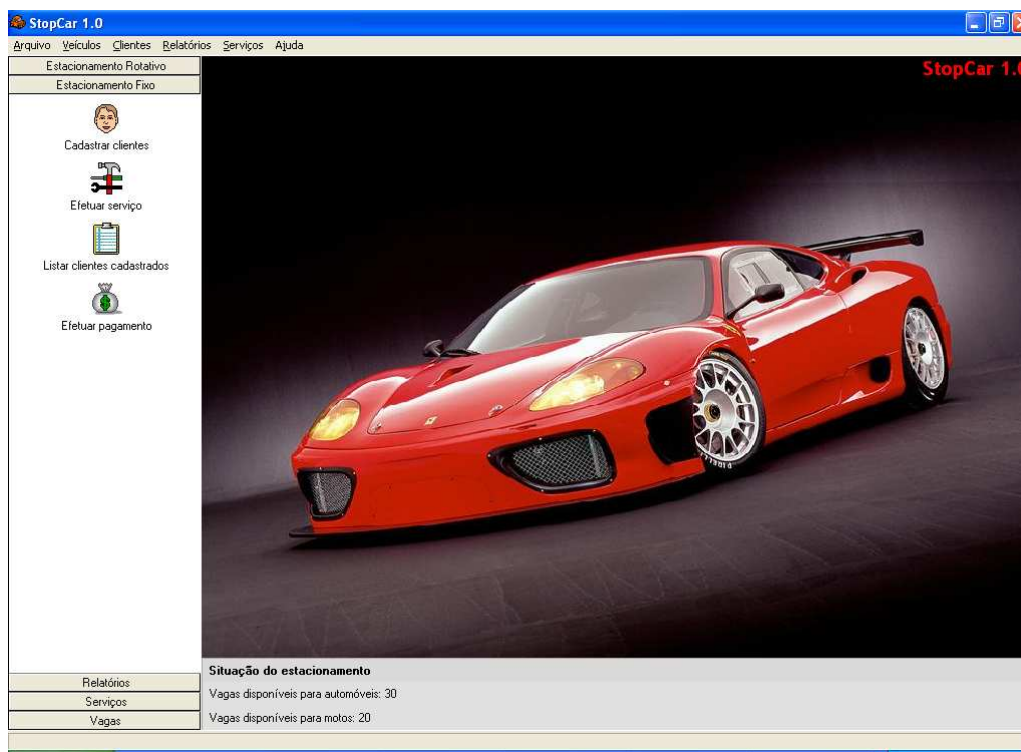 StopCar 1.0
Arquivo Veículos Clientes Relatórios Serviços Ajuda
Estacionamento Rotativo
Estacionamento Fixo
Cadastrar clientes
Efetuar serviço
Listar clientes cadastrados
Efetuar pagamento
Relatórios
Serviços
Vagas
StopCar 1.0
PIRELLI
Situação do estacionamento
Vagas disponíveis para automóveis: 30
Vagas disponíveis para motos: 20